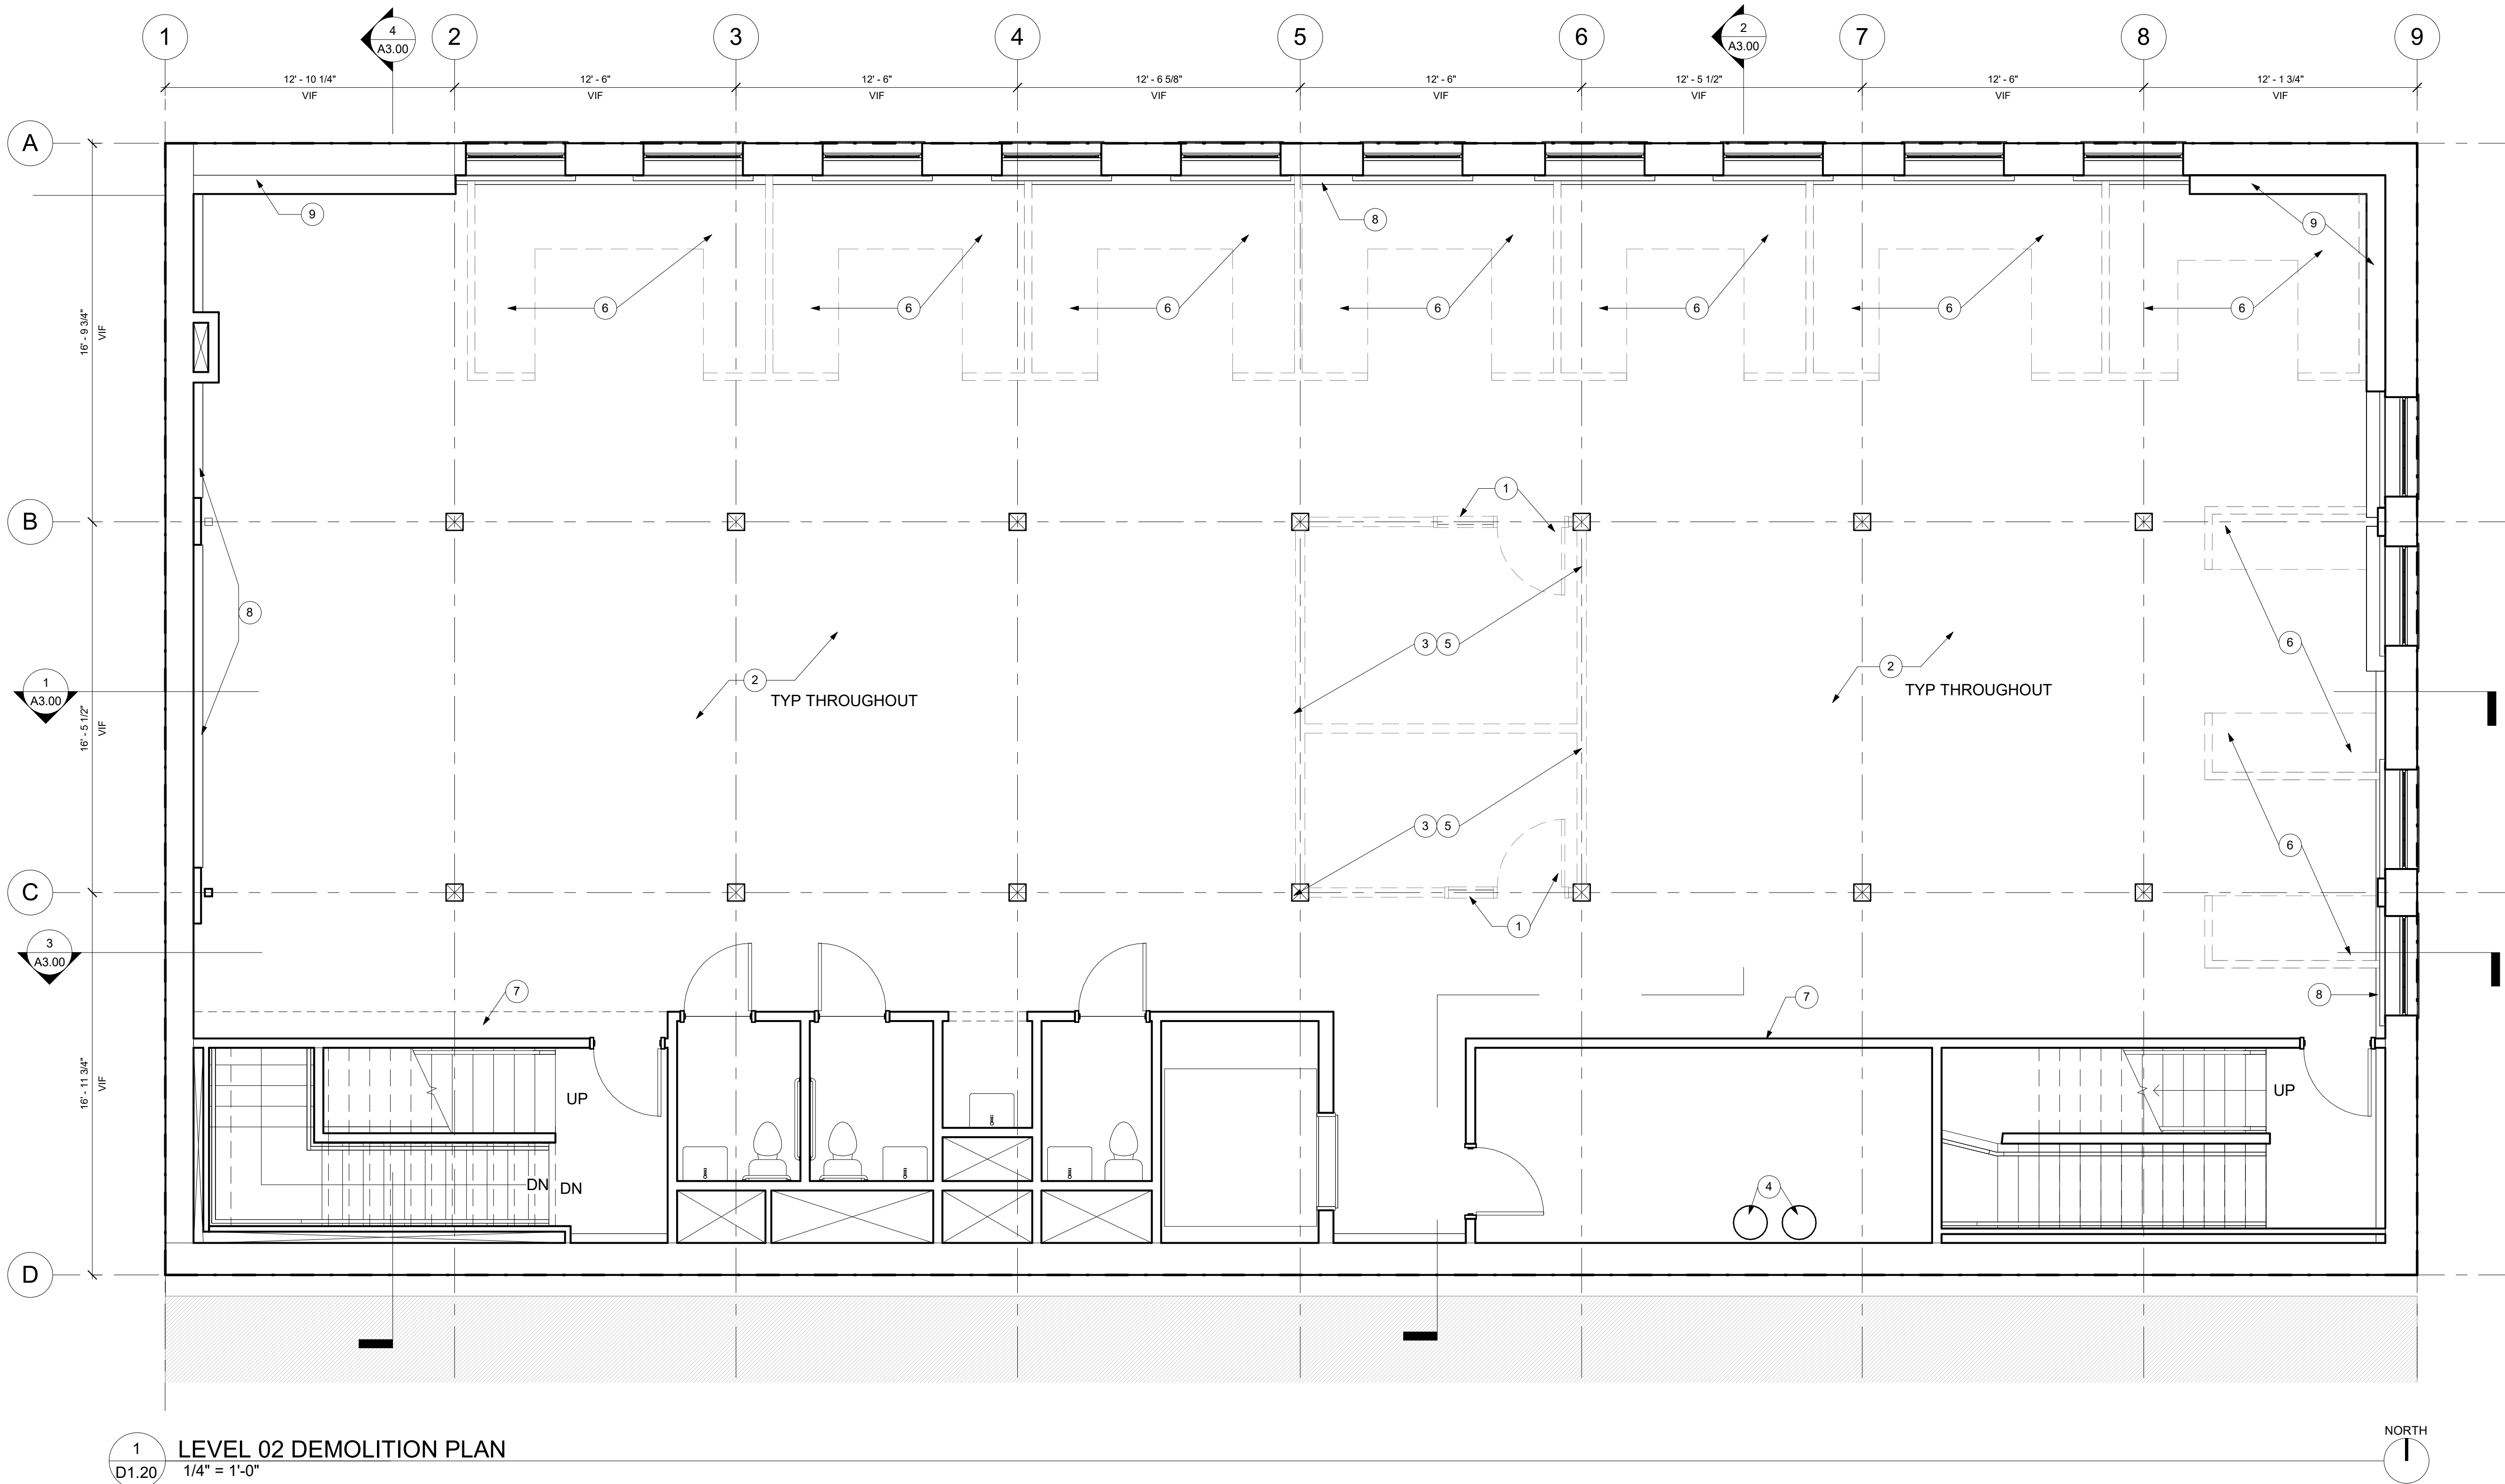 1
4
A3.00
2
3
4
5
6
2
A3.00
7
8
9
12' - 10 1/4"
VIF
12' - 6"
VIF
12' - 6"
VIF
12' - 6 5/8"
VIF
12' - 6"
VIF
12' - 5 1/2"
VIF
12' - 6"
VIF
12' - 1 3/4"
VIF
A
9
8
9
6
6
6
6
6
6
6
16' - 9 3/4"
VIF
1
B
8
3 5
6
2
TYP THROUGHOUT
2
TYP THROUGHOUT
1
A3.00
16' - 5 1/2"
VIF
3 5
6
C
1
3
A3.00
7
7
8
16' - 11 3/4"
VIF
UP
UP
DN
DN
4
D
1
D1.20
LEVEL 02 DEMOLITION PLAN
1/4" = 1'-0"
NORTH